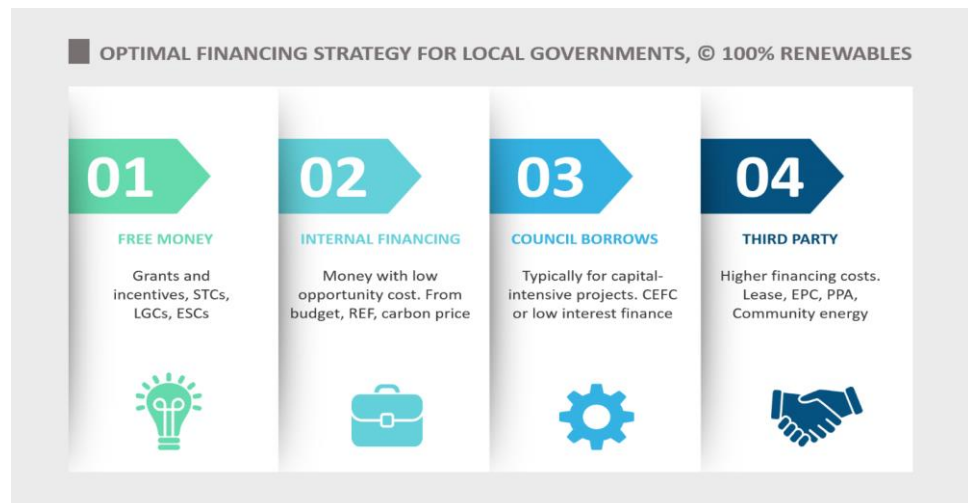 OPTIMAL FINANCING STRATEGY FOR LOCAL GOVERNMENTS, © 100% RENEWABLES
01
FREE MONEY
Grants and
incentives, STCs,
LGCs, ESCs
02
INTERNAL FINANCING
Money with low
opportunity cost. From
budget, REF, carbon price
03
COUNCIL BORROWS
Typically for capital-
intensive projects. CEFC
or low interest finance
04
THIRD PARTY
Higher financing costs.
Lease, EPC, PPA,
Community energy